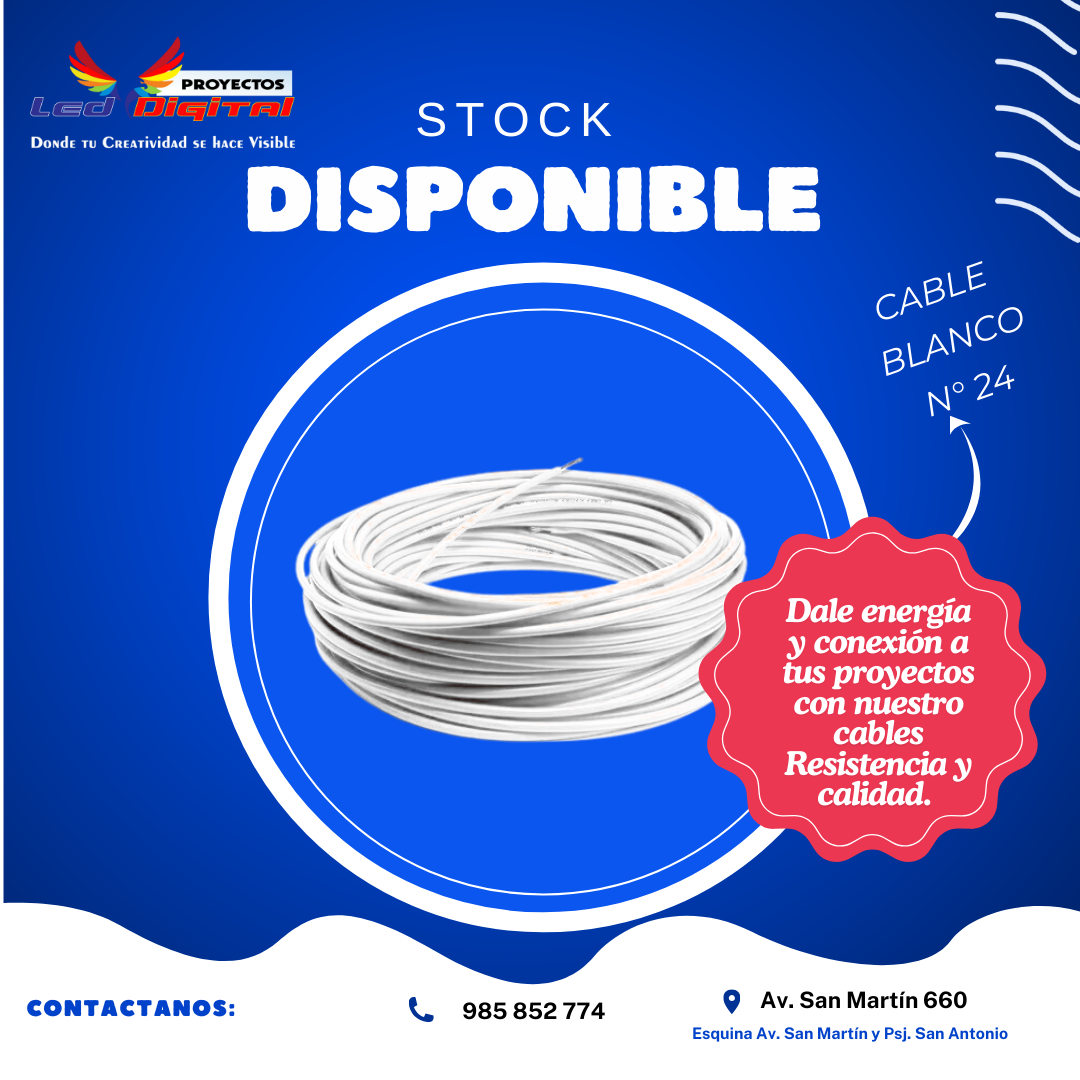 PROYECTOS
Led Digital
Donde tu Creatividad se hace Visible
STOCK
DISPONIBLE
CABLE
BLANCO
N° 24
Dale energía
y conexión a
tus proyectos
con nuestro
cables
Resistencia y
calidad.
CONTACTANOS:
985 852 774
Av. San Martín 660
Esquina Av. San Martín y Psj. San Antonio